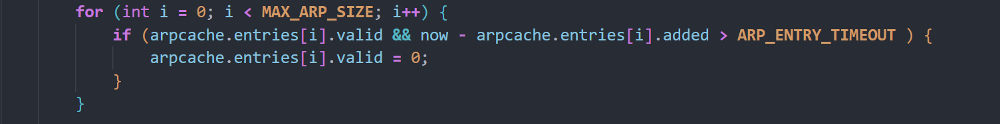 for (int i = 0; i < MAX_ARP_SIZE; i++) {
if (arpcache.entries[i].valid && now - arpcache.entries[i].added > ARP_ENTRY_TIMEOUT ) {
arpcache.entries[i].valid = 0;
}
}